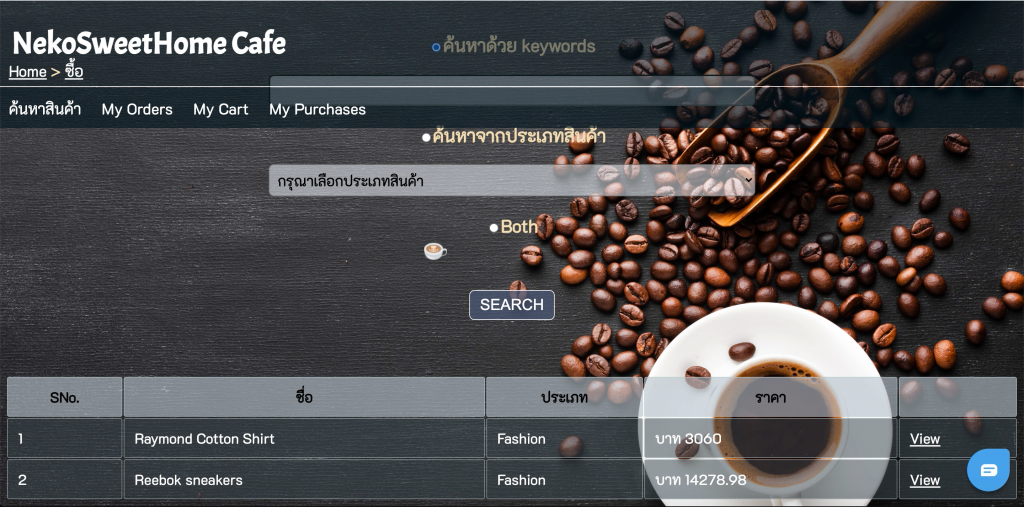 NekoSweetHome Cafe
Home > ซื้อ
ค้นหาด้วย keywords
ค้นหาสินค้า My Orders My Cart My Purchases
ค้นหาจากประเภทสินค้า
กรุณาเลือกประเภทสินค้า
Both
SEARCH
SNo. ชื่อ ประเภท ราคา
1 Raymond Cotton Shirt Fashion บาท 3060 View
2 Reebok sneakers Fashion บาท 14278.98 View